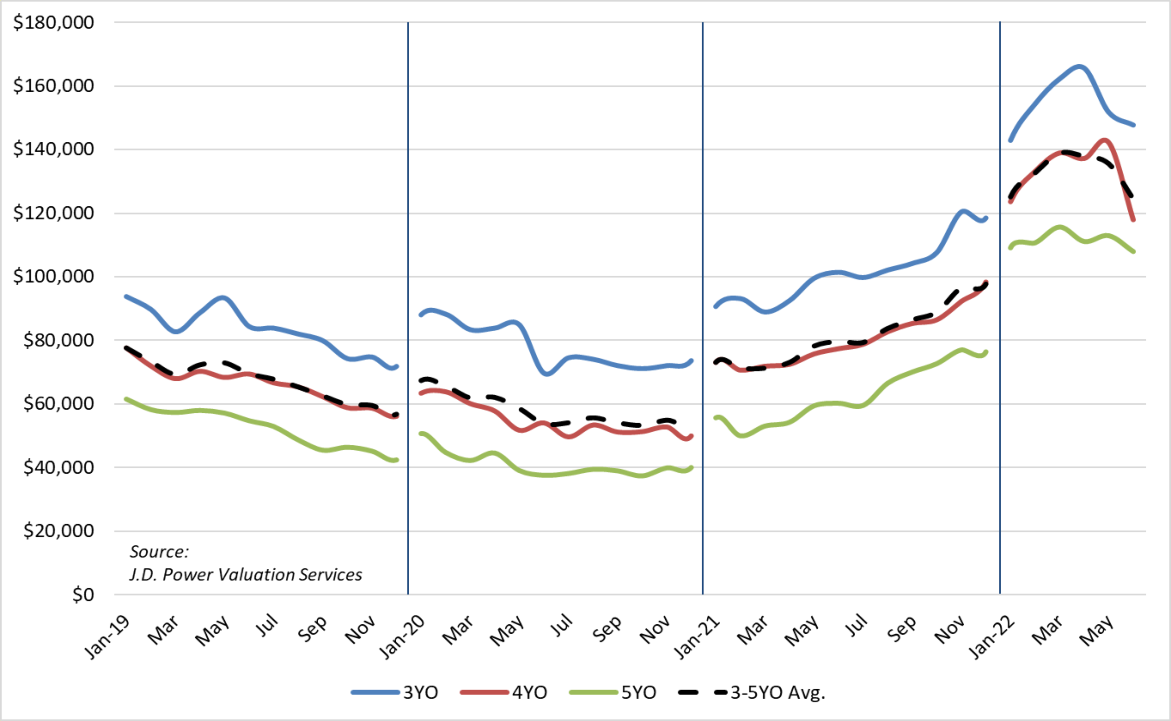 $180,000
$160,000
$140,000
$120,000
$100,000
$80,000
$60,000
$40,000
$20,000
$0
Source:
J.D. Power Valuation Services
Jan-19
Mar
May
Jul
Sep
Nov
Jan-20
Mar
May
Jul
Sep
Nov
Jan-21
Mar
May
Jul
Sep
Nov
Jan-22
Mar
May
3YO
4YO
5YO
3-5YO Avg.